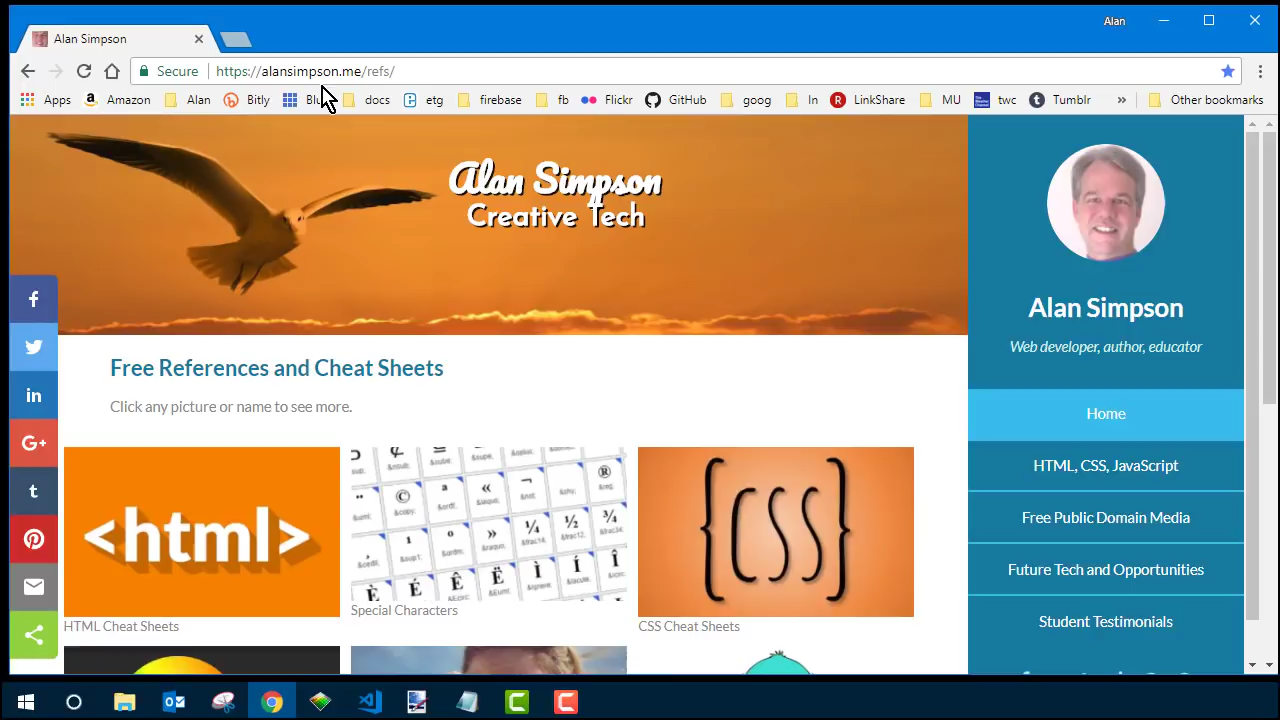 Alan
Alan Simpson
Secure
https://alansimpson.me/refs/
Apps
Amazon
Alan
Bitly
docs
etg
firebase
fb
Flickr
GitHub
goog
In
LinkShare
MU
twc
Tumblr
»
Other bookmarks
Alan Simpson
Creative Tech
Alan Simpson
Web developer, author, educator
Home
HTML, CSS, JavaScript
Free Public Domain Media
Future Tech and Opportunities
Student Testimonials
Free References and Cheat Sheets
Click any picture or name to see more.
<html>
{CSS}
HTML Cheat Sheets
Special Characters
CSS Cheat Sheets